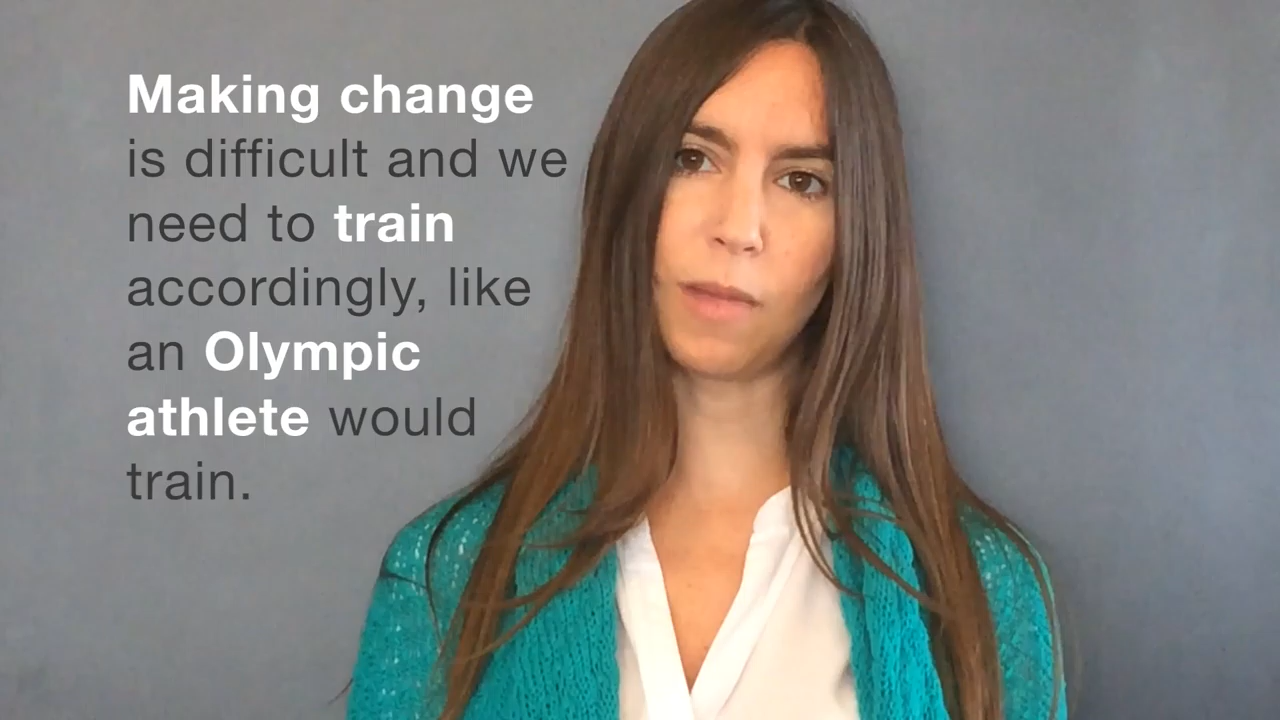 Making change
is difficult and we
need to train
accordingly, like
an Olympic
athlete would
train.